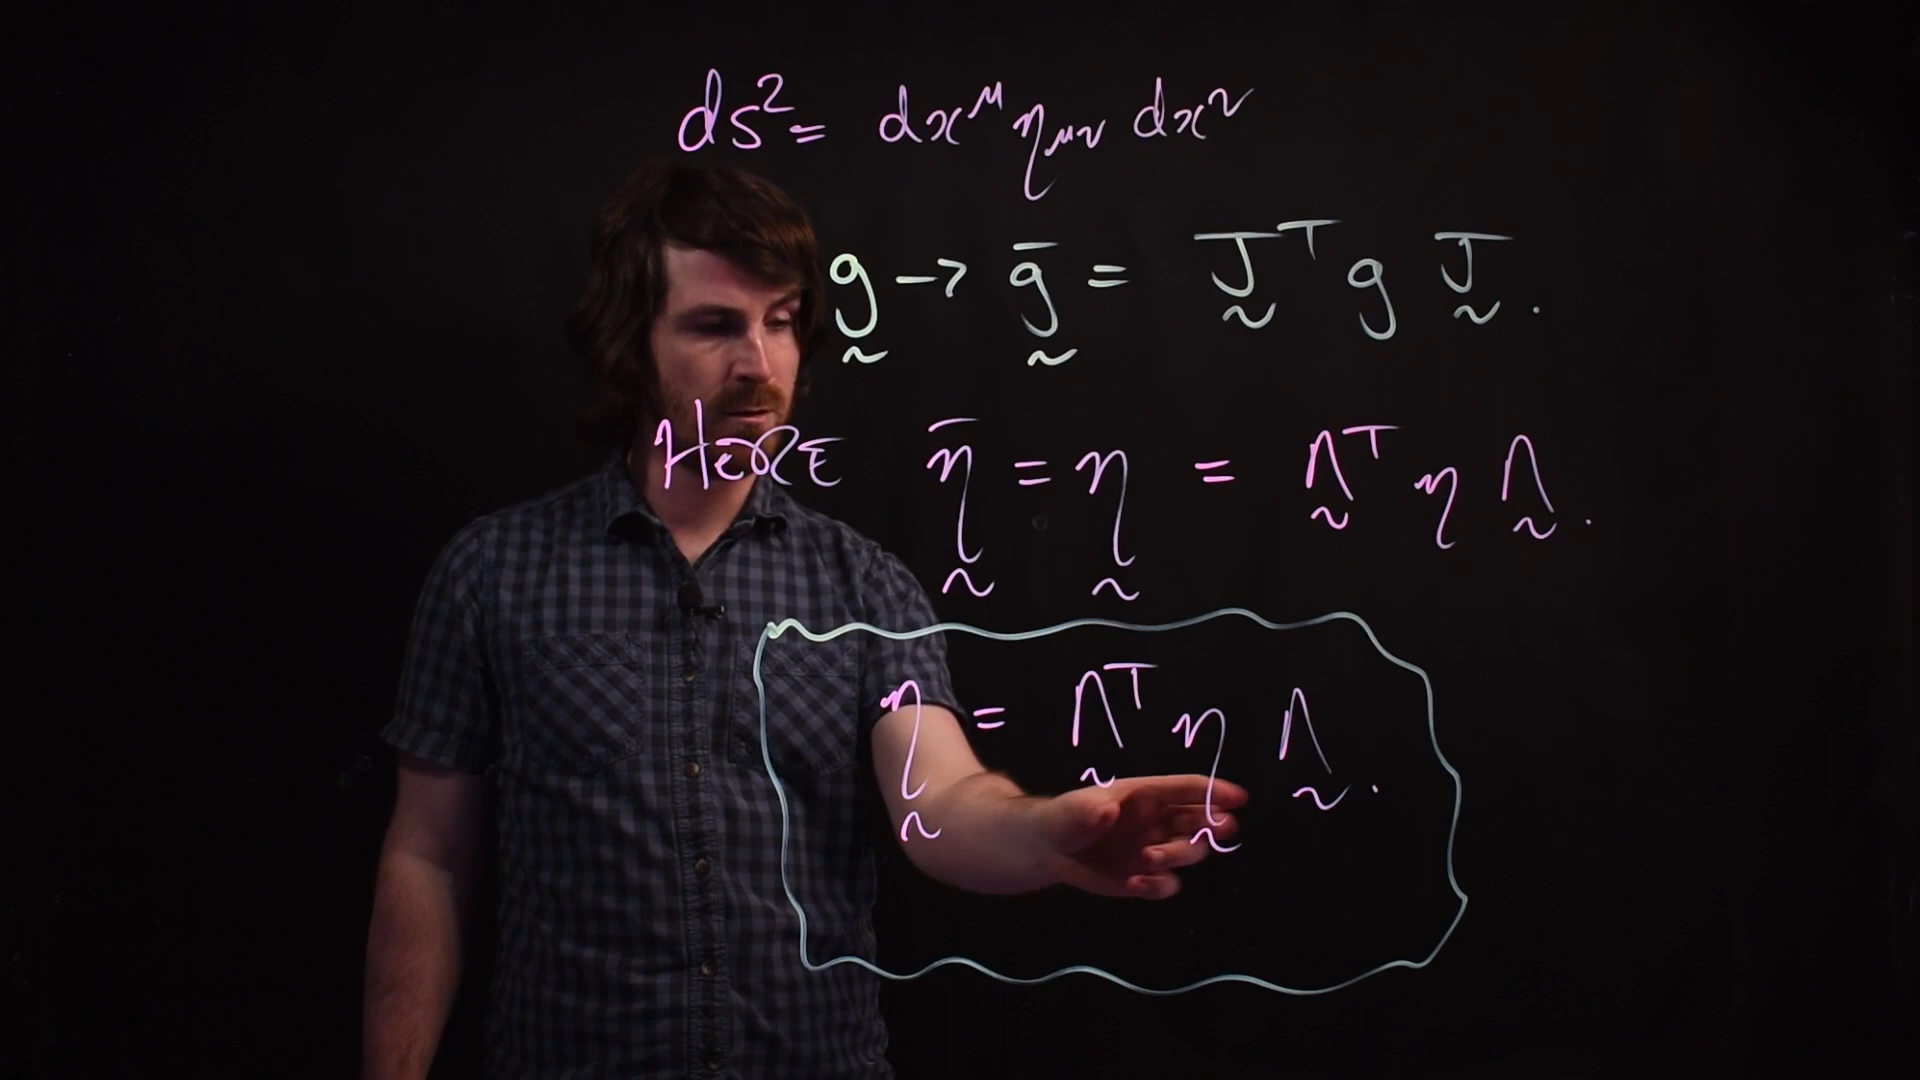 ds² = dx^μ η_μν dx^ν
g̰ → ḡ̰ = J̰^T g J̰.
HERE η̰̄ = η̰ = Λ̰^T η Λ̰.
η̰ = Λ̰^T η̰ Λ̰.